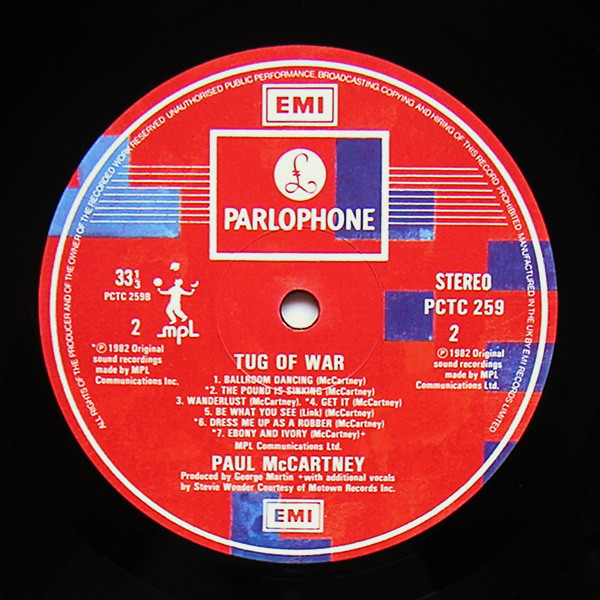 ALL RIGHTS OF THE PRODUCER AND OF THE OWNER OF THE RECORDED WORK RESERVED. UNAUTHORISED PUBLIC PERFORMANCE, BROADCASTING, COPYING AND HIRING OF THIS RECORD PROHIBITED. MANUFACTURED IN THE UK BY EMI RECORDS LIMITED
EMI
£
PARLOPHONE
33 1/3
PCTC 259B
2
mpL
STEREO
PCTC 259
2
*℗ 1982 Original
sound recordings
made by MPL
Communications Inc.
℗ 1982 Original
sound recordings
made by MPL
Communications Ltd.
TUG OF WAR
1. BALLROOM DANCING (McCartney)
*2. THE POUND IS SINKING (McCartney)
3. WANDERLUST (McCartney). *4. GET IT (McCartney)
5. BE WHAT YOU SEE (Link) (McCartney)
*6. DRESS ME UP AS A ROBBER (McCartney)
*7. EBONY AND IVORY (McCartney)+
MPL Communications Ltd.
PAUL McCARTNEY
Produced by George Martin +with additional vocals
by Stevie Wonder Courtesy of Motown Records Inc.
EMI